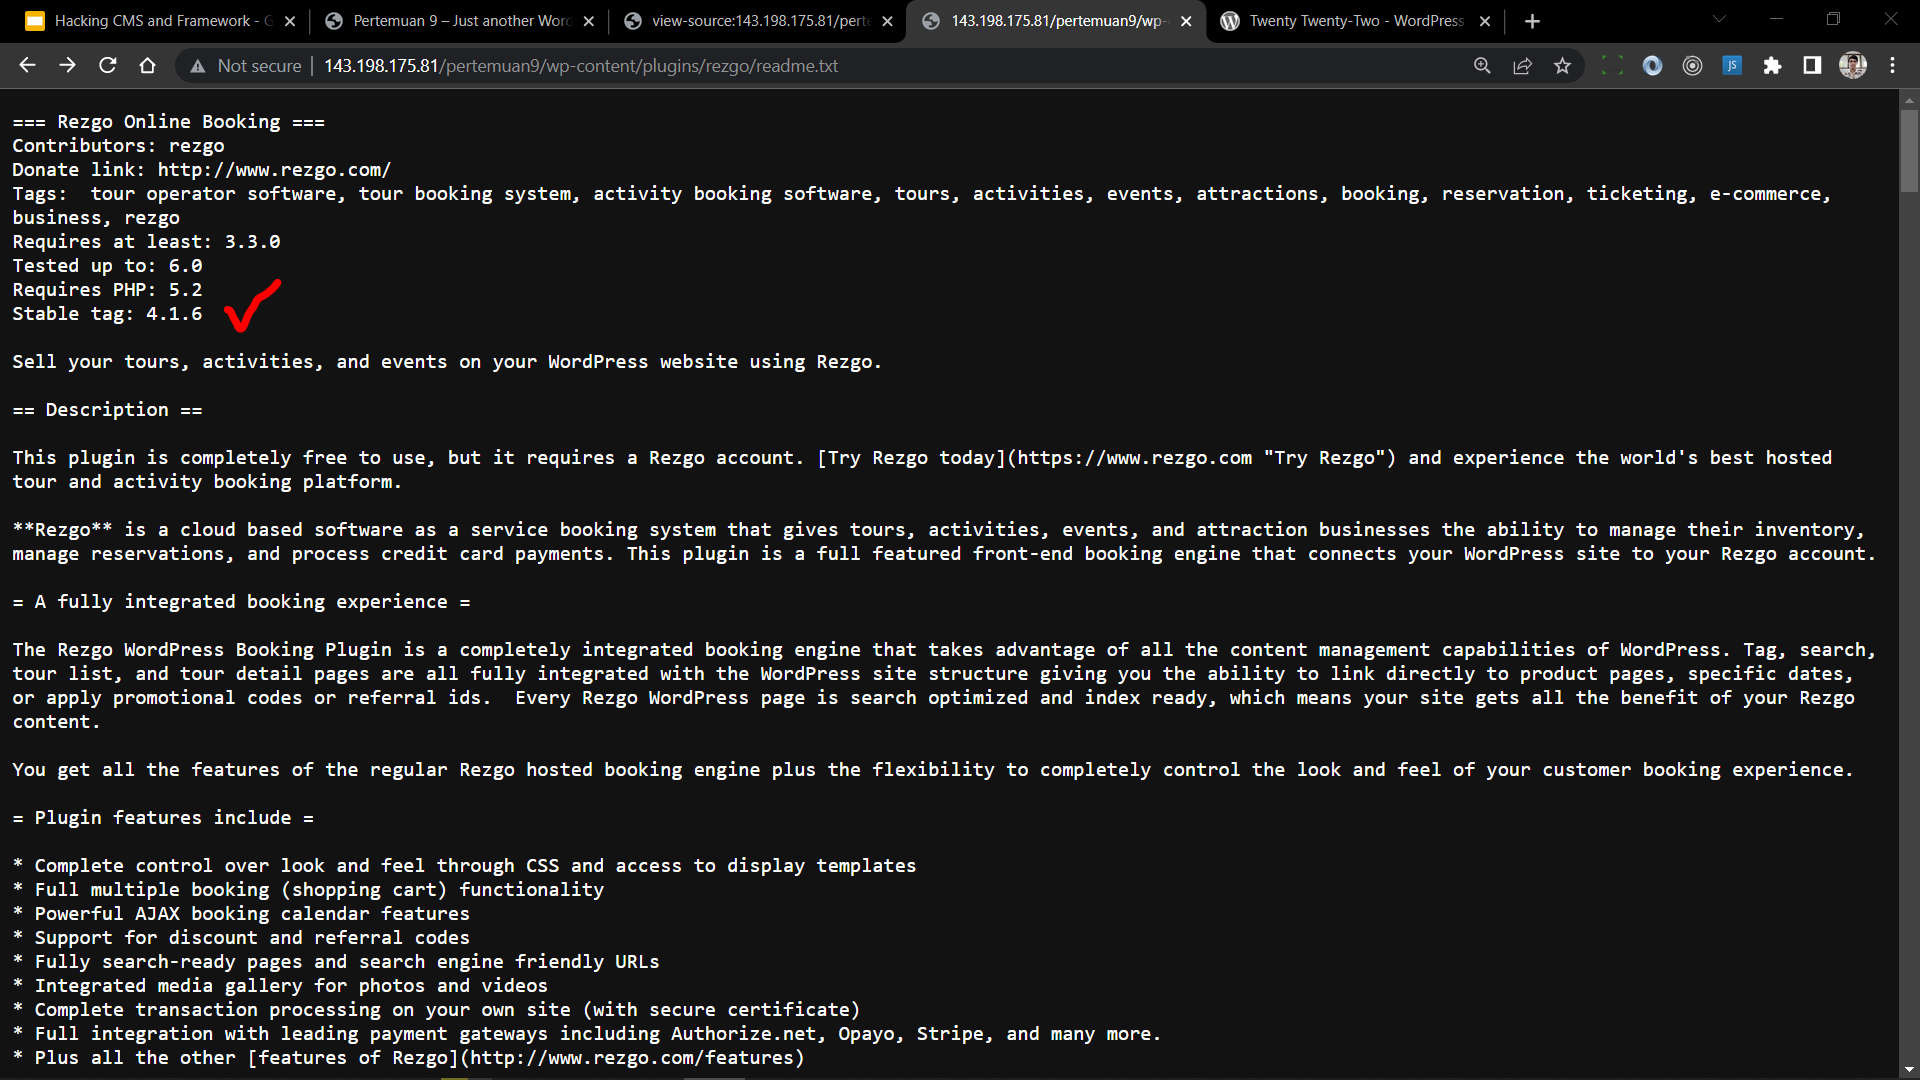 Hacking CMS and Framework - G
Pertemuan 9 – Just another Word
view-source:143.198.175.81/perte
143.198.175.81/pertemuan9/wp-
Twenty Twenty-Two - WordPress
Not secure
143.198.175.81/pertemuan9/wp-content/plugins/rezgo/readme.txt
JS
=== Rezgo Online Booking ===
Contributors: rezgo
Donate link: http://www.rezgo.com/
Tags:  tour operator software, tour booking system, activity booking software, tours, activities, events, attractions, booking, reservation, ticketing, e-commerce,
business, rezgo
Requires at least: 3.3.0
Tested up to: 6.0
Requires PHP: 5.2
Stable tag: 4.1.6
Sell your tours, activities, and events on your WordPress website using Rezgo.
== Description ==
This plugin is completely free to use, but it requires a Rezgo account. [Try Rezgo today](https://www.rezgo.com "Try Rezgo") and experience the world's best hosted
tour and activity booking platform.
**Rezgo** is a cloud based software as a service booking system that gives tours, activities, events, and attraction businesses the ability to manage their inventory,
manage reservations, and process credit card payments. This plugin is a full featured front-end booking engine that connects your WordPress site to your Rezgo account.
= A fully integrated booking experience =
The Rezgo WordPress Booking Plugin is a completely integrated booking engine that takes advantage of all the content management capabilities of WordPress. Tag, search,
tour list, and tour detail pages are all fully integrated with the WordPress site structure giving you the ability to link directly to product pages, specific dates,
or apply promotional codes or referral ids.  Every Rezgo WordPress page is search optimized and index ready, which means your site gets all the benefit of your Rezgo
content.
You get all the features of the regular Rezgo hosted booking engine plus the flexibility to completely control the look and feel of your customer booking experience.
= Plugin features include =
* Complete control over look and feel through CSS and access to display templates
* Full multiple booking (shopping cart) functionality
* Powerful AJAX booking calendar features
* Support for discount and referral codes
* Fully search-ready pages and search engine friendly URLs
* Integrated media gallery for photos and videos
* Complete transaction processing on your own site (with secure certificate)
* Full integration with leading payment gateways including Authorize.net, Opayo, Stripe, and many more.
* Plus all the other [features of Rezgo](http://www.rezgo.com/features)